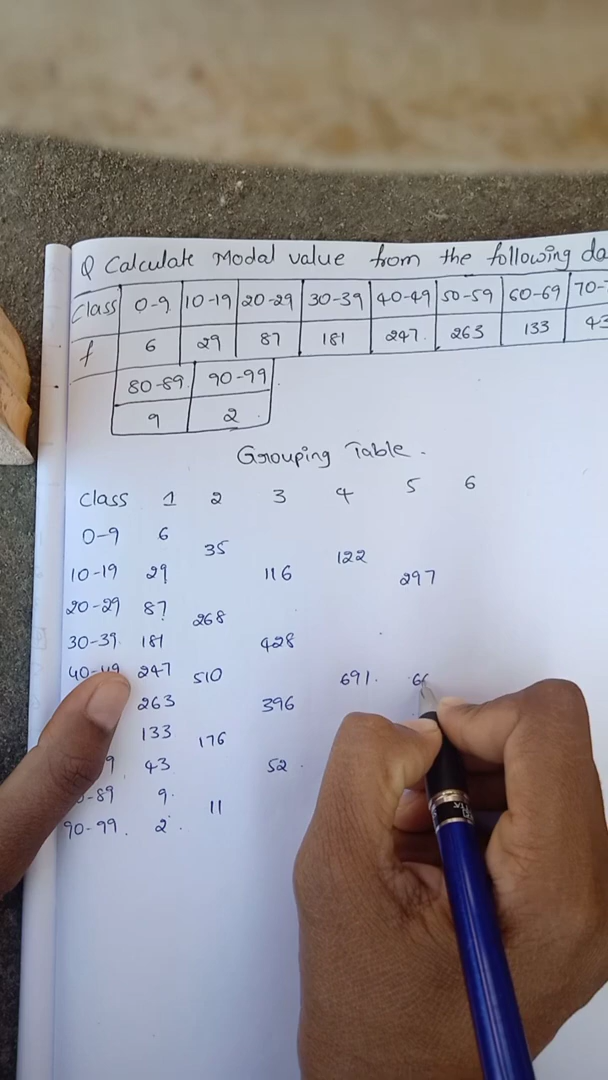 Q Calculate Modal value from the following
Class 0-9 10-19 20-29 30-39 40-49 50-59 60-69
f 6 29 87 181 247. 263 133
80-89 90-99
9 2
Grouping Table.
Class 1 2 3 4 5 6
0-9 6
35
122
10-19 29 116 297
20-29 87
268
30-39 181 428
40-49 247 510 691.
263 396
133 176
43 52.
9.
11
90-99. 2.